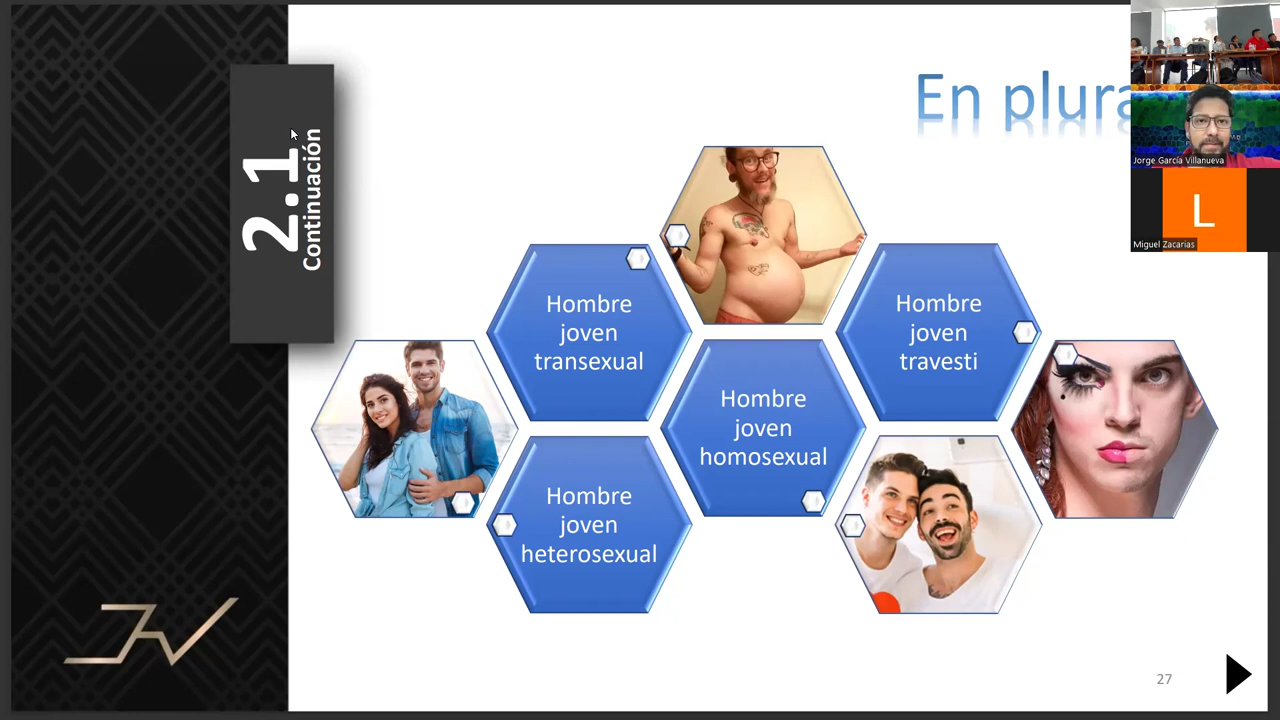 2.1.
Continuación
En plura
Hombre
joven
transexual
Hombre
joven
travesti
Hombre
joven
homosexual
Hombre
joven
heterosexual
27
Jorge García Villanueva
L
Miguel Zacarias